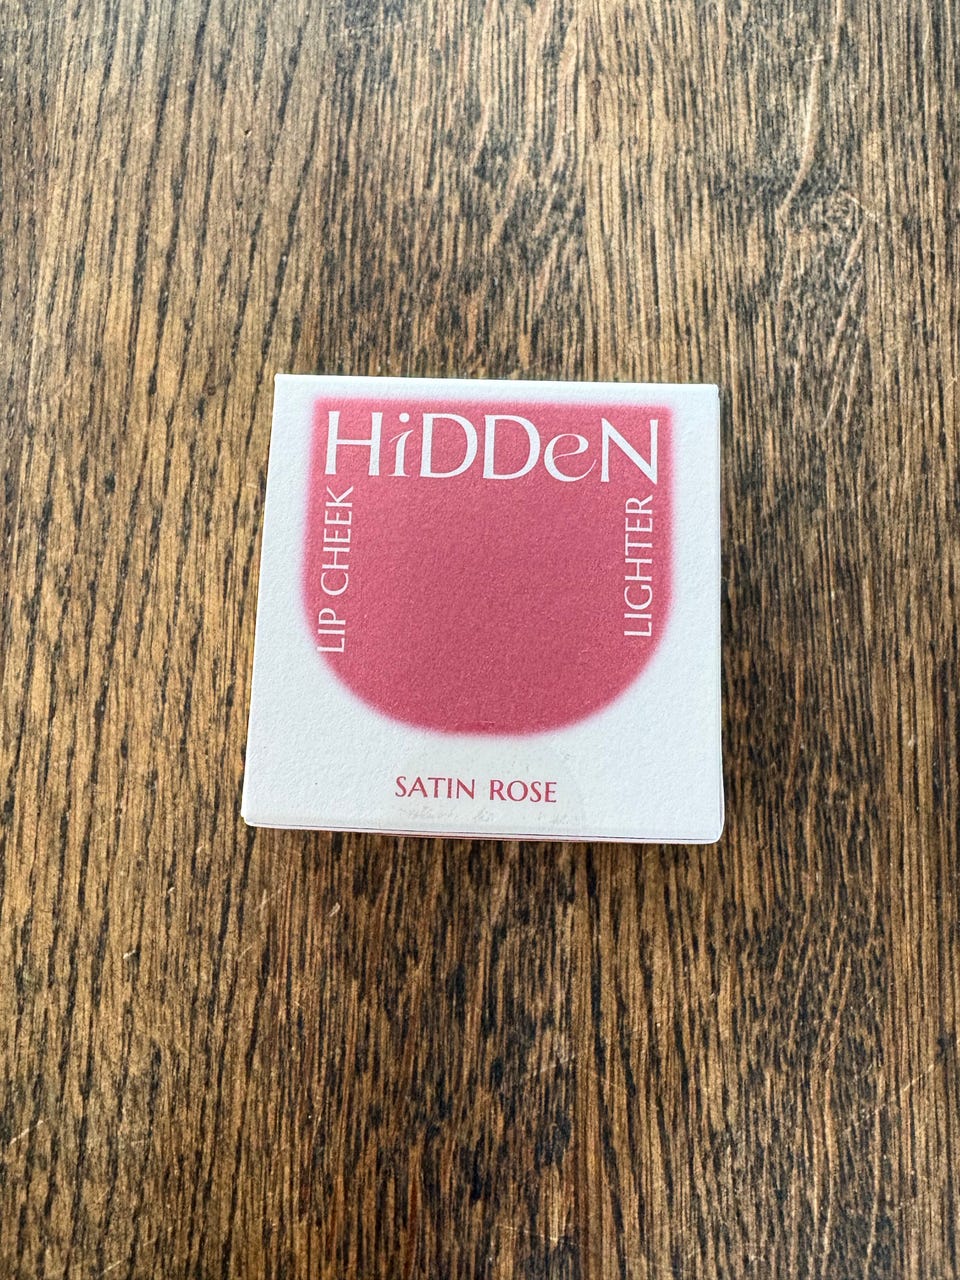 HiDDeN
LIP CHEEK
LIGHTER
SATIN ROSE